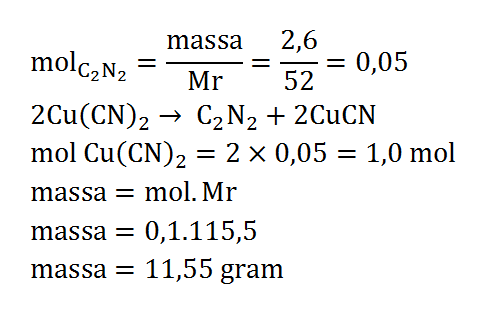 mol C₂N₂ = massa / Mr = 2,6 / 52 = 0,05
2Cu(CN)₂ → C₂N₂ + 2CuCN
mol Cu(CN)₂ = 2 × 0,05 = 1,0 mol
massa = mol. Mr
massa = 0,1.115,5
massa = 11,55 gram